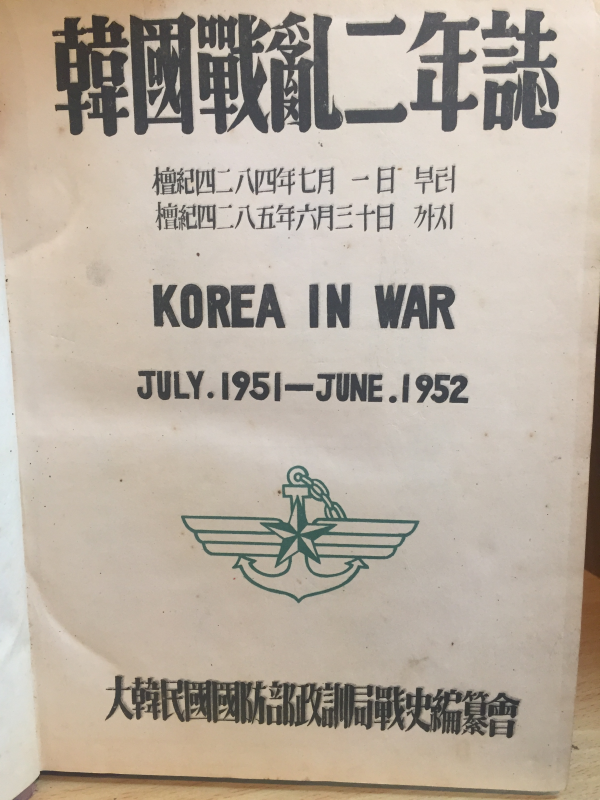 韓國戰亂二年誌
檀紀四二八四年七月 一日 부터
檀紀四二八五年六月三十日 까지
KOREA IN WAR
JULY.1951—JUNE.1952
大韓民國國防部政訓局戰史編纂會